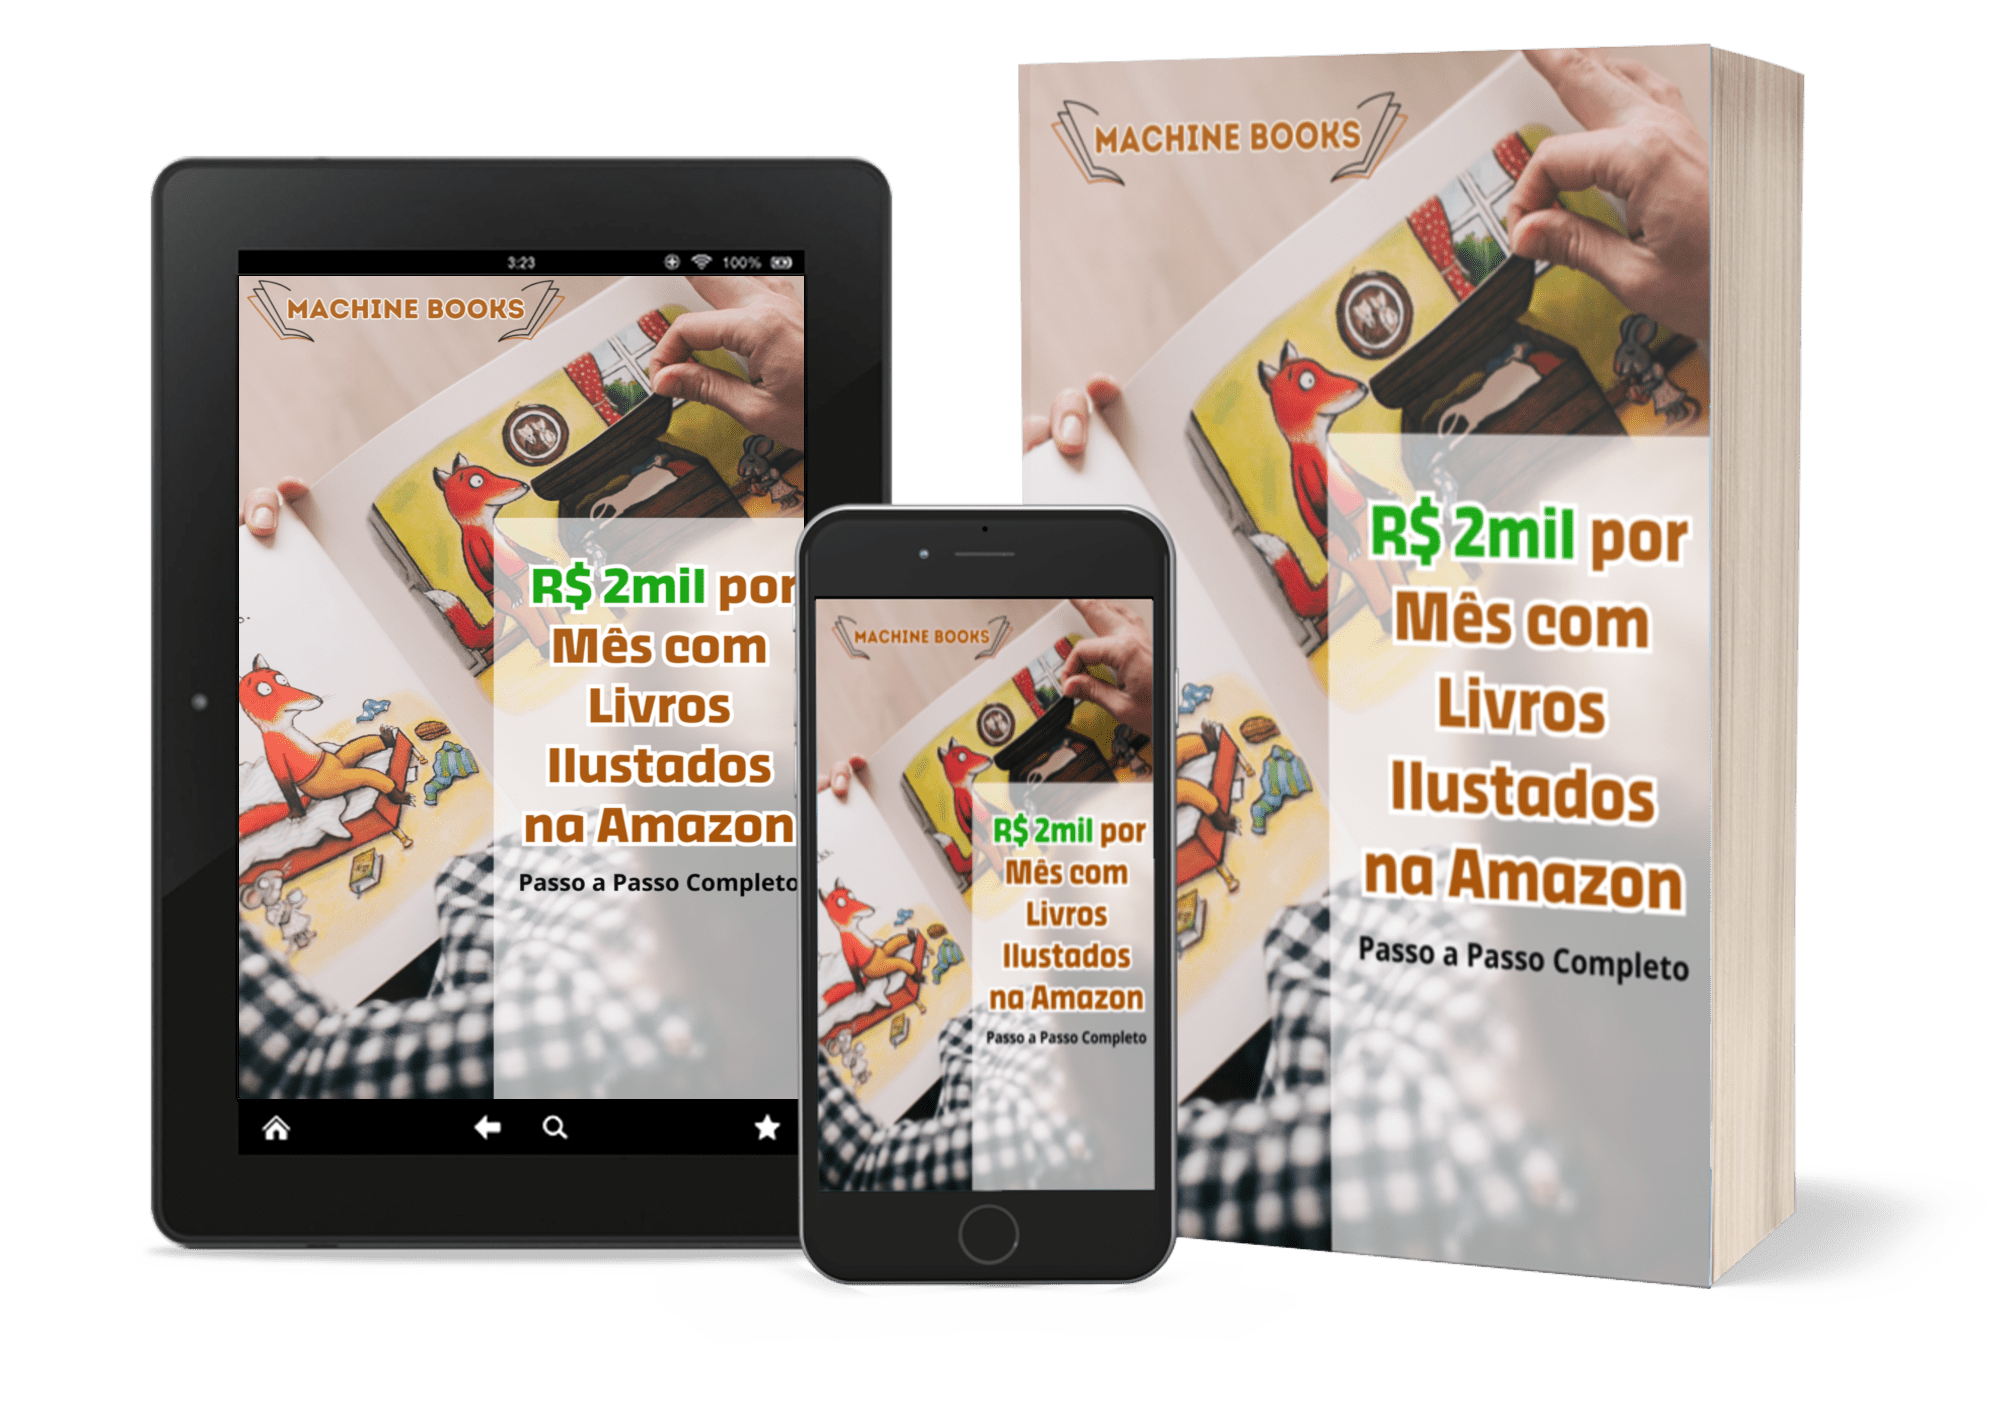 3:23 100%
MACHINE BOOKS
R$ 2mil por
Mês com
Livros
Ilustados
na Amazon
Passo a Passo Completo
MACHINE BOOKS
R$ 2mil por
Mês com
Livros
Ilustados
na Amazon
Passo a Passo Completo
MACHINE BOOKS
R$ 2mil por
Mês com
Livros
Ilustados
na Amazon
Passo a Passo Completo